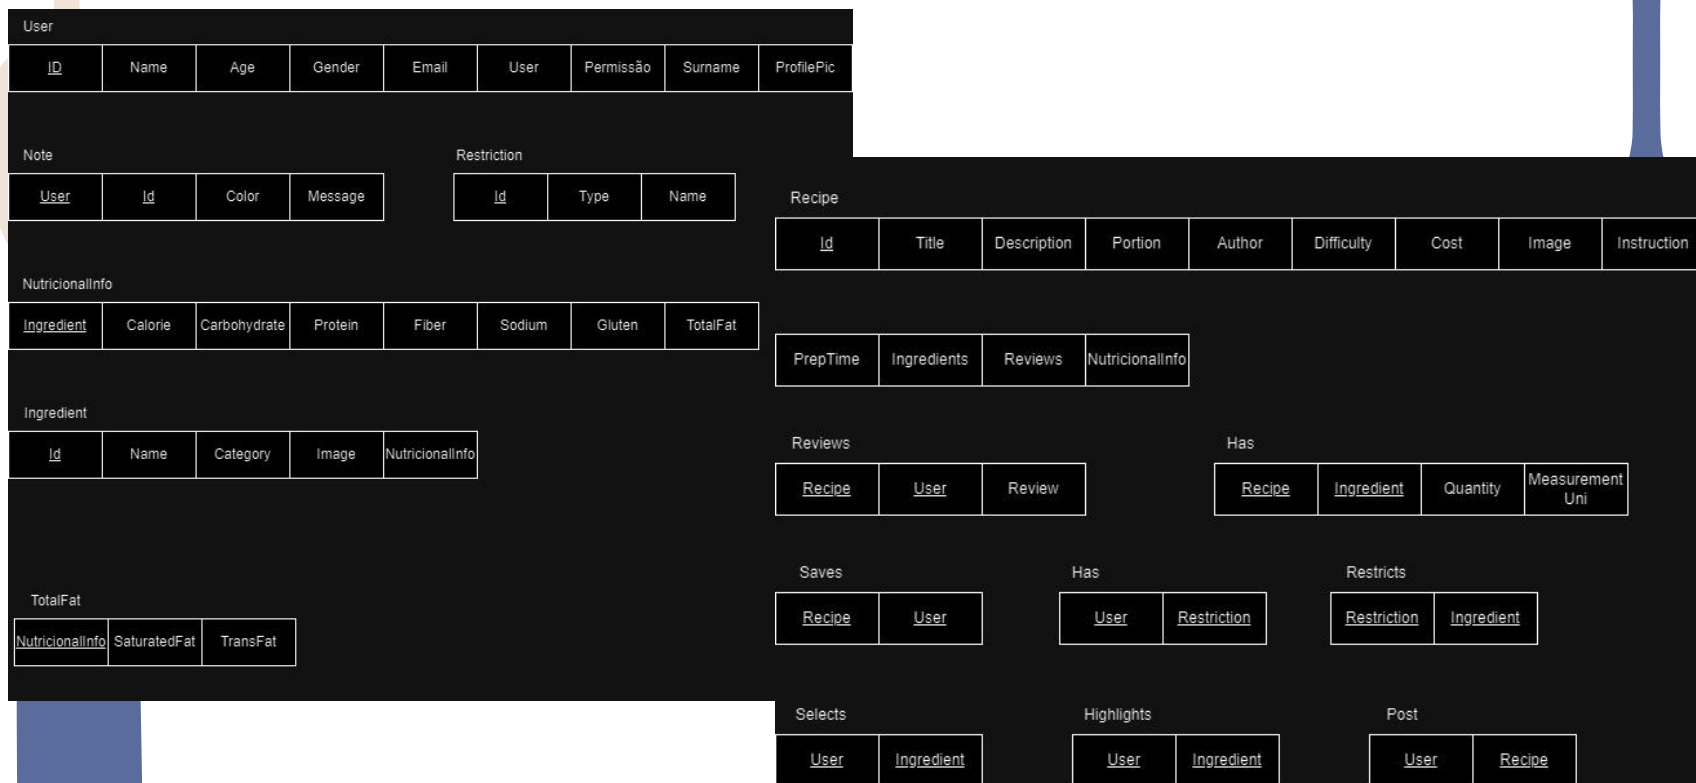 User
ID Name Age Gender Email User Permissão Surname ProfilePic
Note
User Id Color Message
Restriction
Id Type Name
NutricionalInfo
Ingredient Calorie Carbohydrate Protein Fiber Sodium Gluten TotalFat
Ingredient
Id Name Category Image NutricionalInfo
TotalFat
NutricionalInfo SaturatedFat TransFat
Recipe
Id Title Description Portion Author Difficulty Cost Image Instruction
PrepTime Ingredients Reviews NutricionalInfo
Reviews
Recipe User Review
Has
Recipe Ingredient Quantity Measurement
Uni
Saves
Recipe User
Has
User Restriction
Restricts
Restriction Ingredient
Selects
User Ingredient
Highlights
User Ingredient
Post
User Recipe